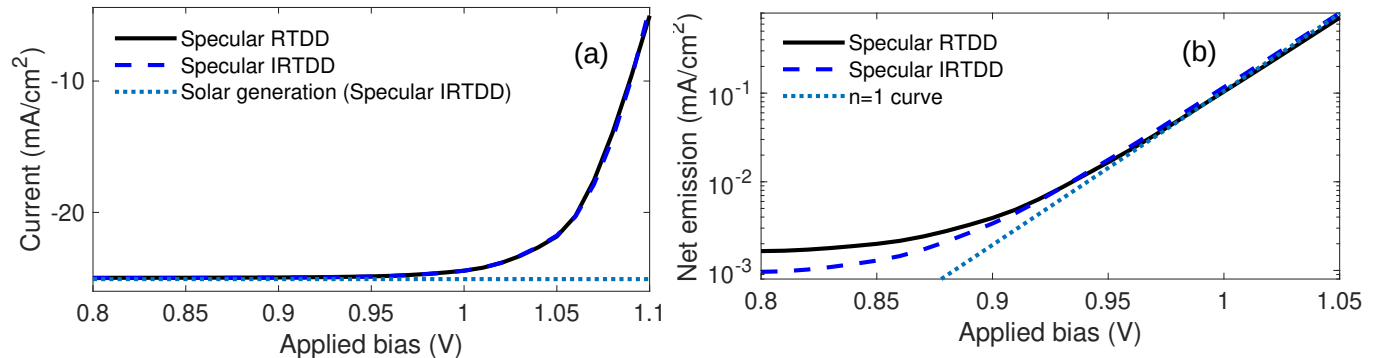 Current (mA/cm²)
-10
-20
Specular RTDD
Specular IRTDD
Solar generation (Specular IRTDD)
(a)
0.8
0.85
0.9
0.95
1
1.05
1.1
Applied bias (V)
Net emission (mA/cm²)
10⁻¹
10⁻²
10⁻³
Specular RTDD
Specular IRTDD
n=1 curve
(b)
0.8
0.85
0.9
0.95
1
1.05
Applied bias (V)